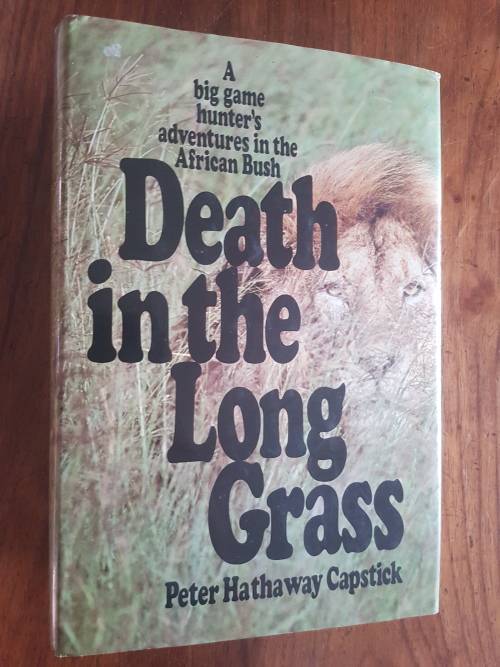 A
big game
hunter's
adventures in the
African Bush
Death
in the
Long
Grass
Peter Hathaway Capstick